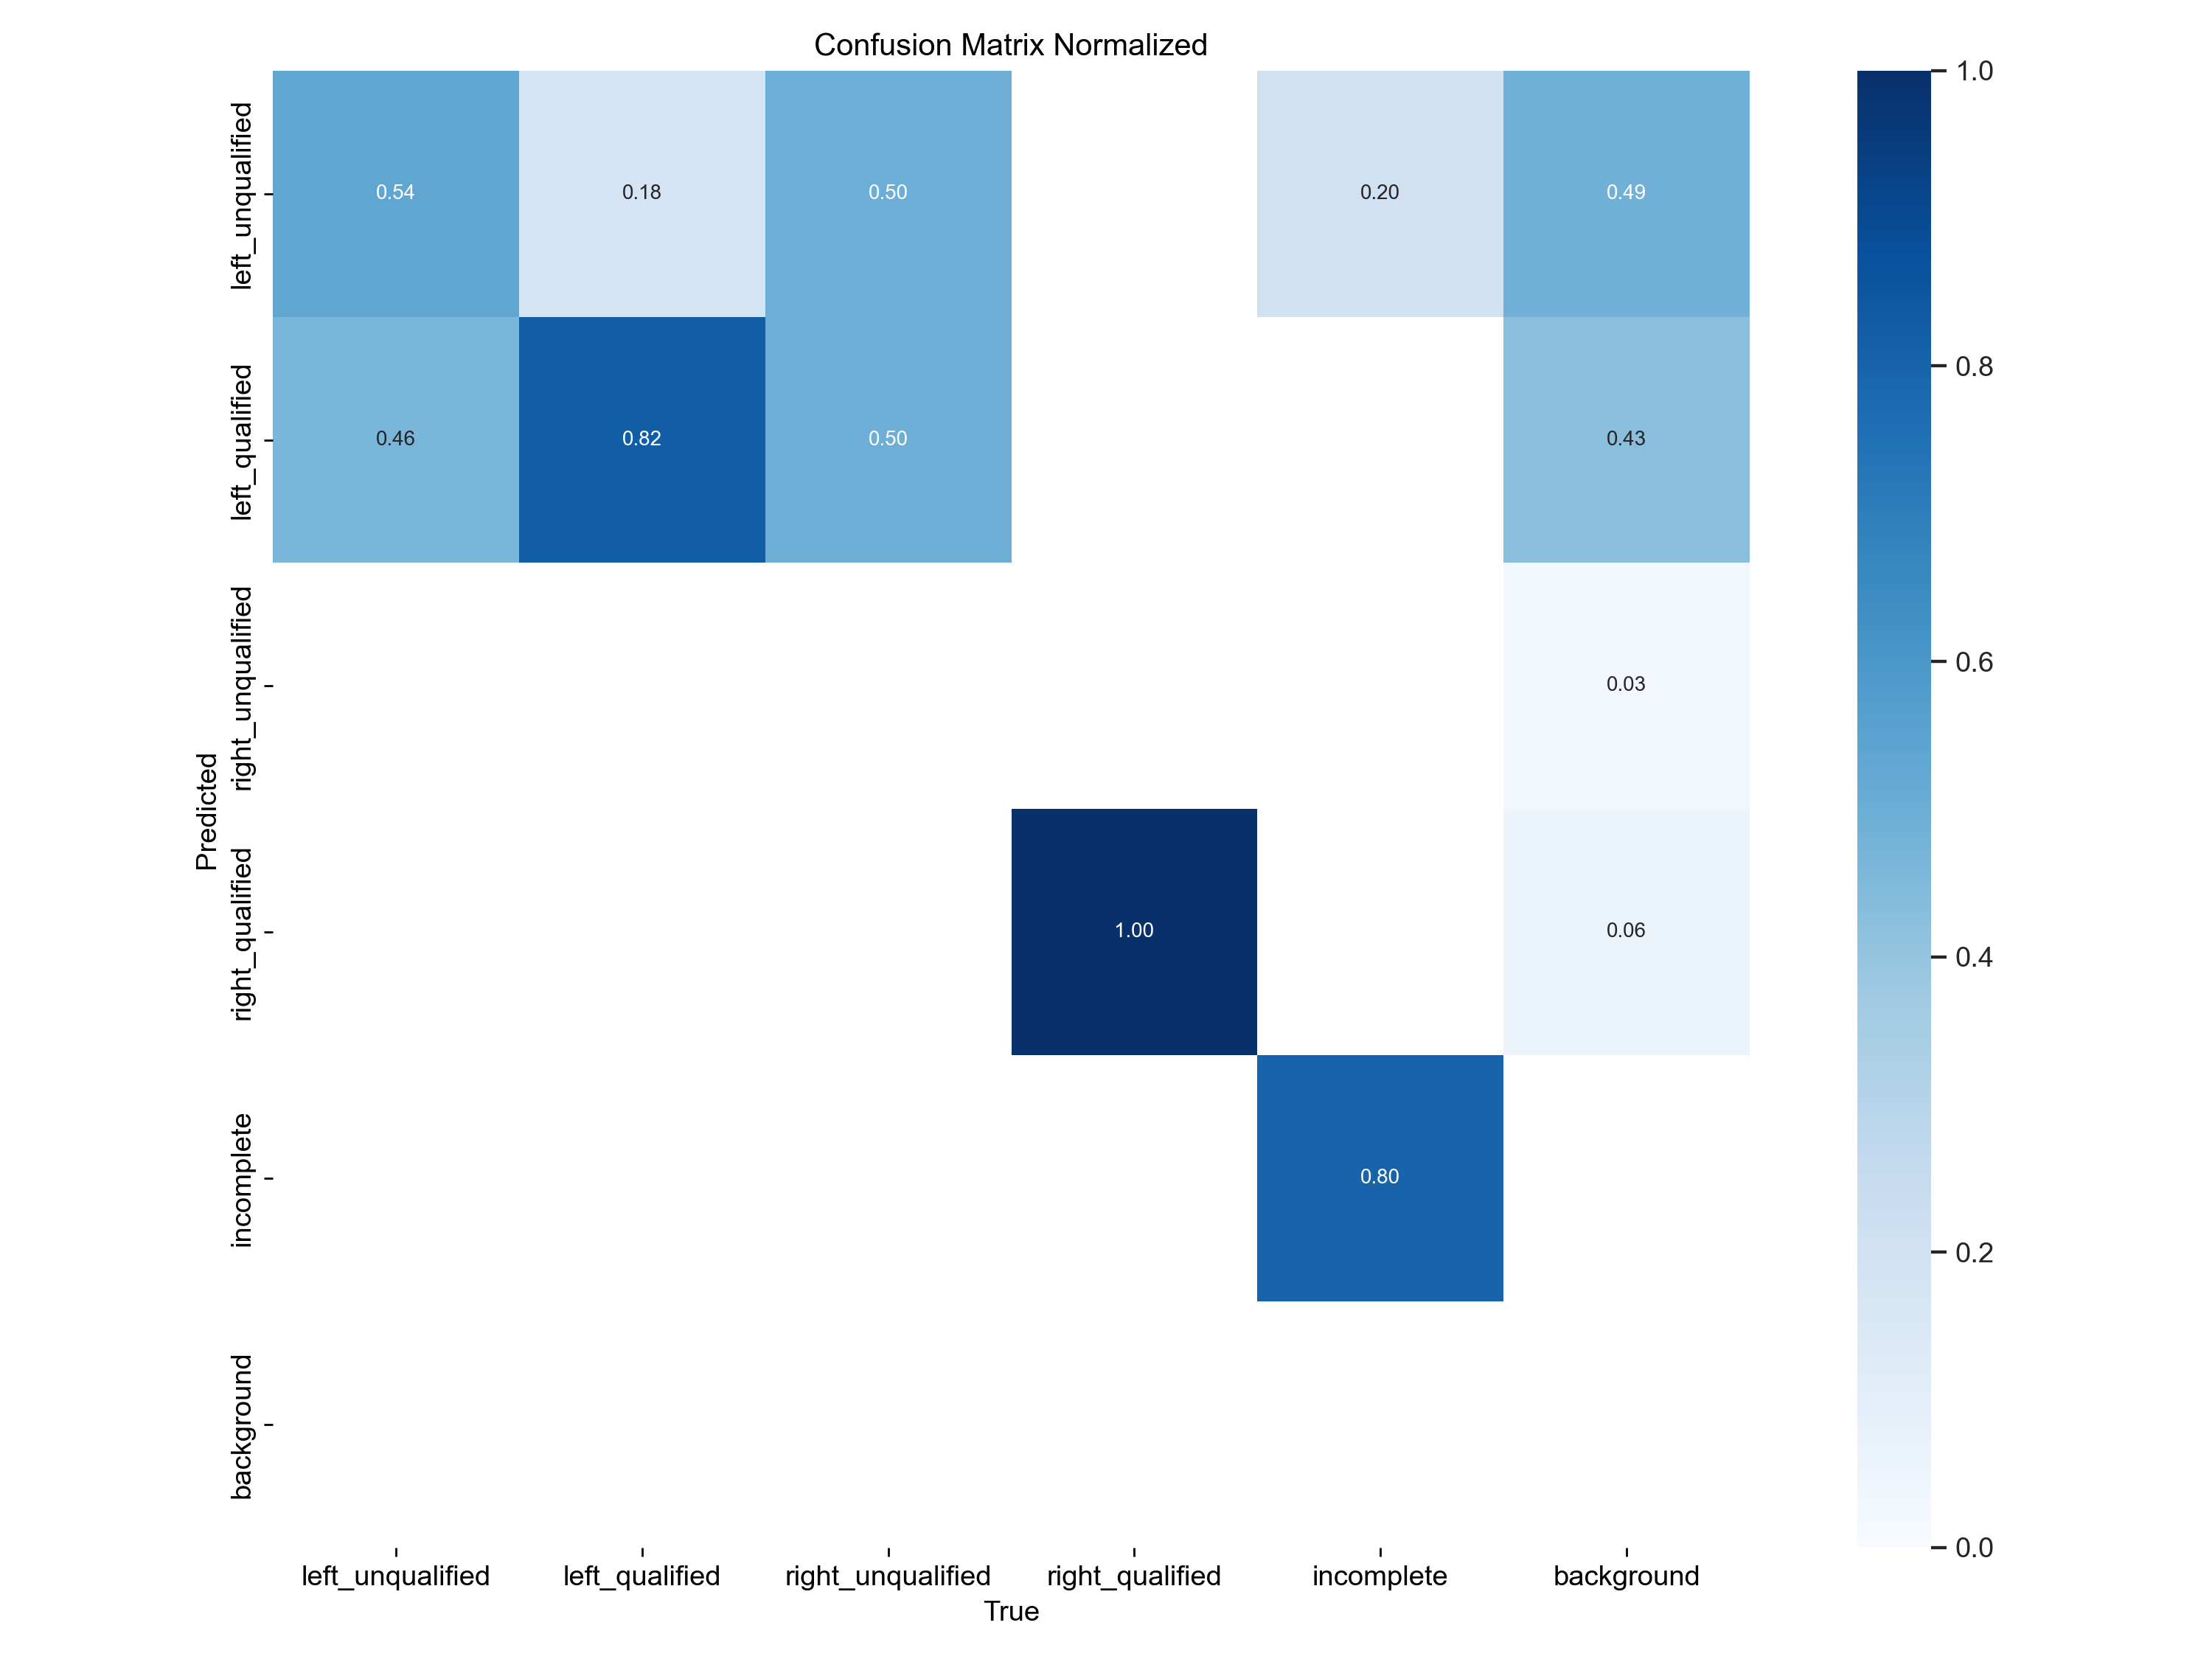 Confusion Matrix Normalized
left_unqualified
0.54
0.18
0.50
0.20
0.49
left_qualified
0.46
0.82
0.50
0.43
right_unqualified
0.03
Predicted
right_qualified
1.00
0.06
incomplete
0.80
background
left_unqualified
left_qualified
right_unqualified
right_qualified
incomplete
background
True
1.0
0.8
0.6
0.4
0.2
0.0